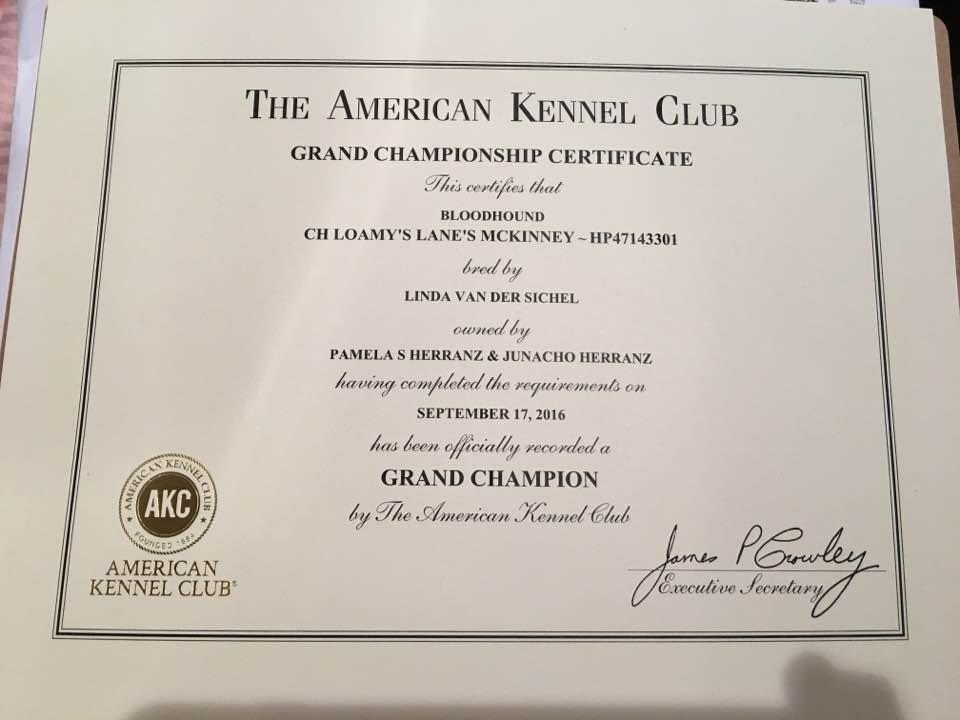 THE AMERICAN KENNEL CLUB
GRAND CHAMPIONSHIP CERTIFICATE
This certifies that
BLOODHOUND
CH LOAMY'S LANE'S MCKINNEY ~ HP47143301
bred by
LINDA VAN DER SICHEL
owned by
PAMELA S HERRANZ & JUNACHO HERRANZ
having completed the requirements on
SEPTEMBER 17, 2016
has been officially recorded a
GRAND CHAMPION
by The American Kennel Club
AMERICAN KENNEL CLUB
AKC
FOUNDED 1884
AMERICAN
KENNEL CLUB®
James P Crowley
Executive Secretary